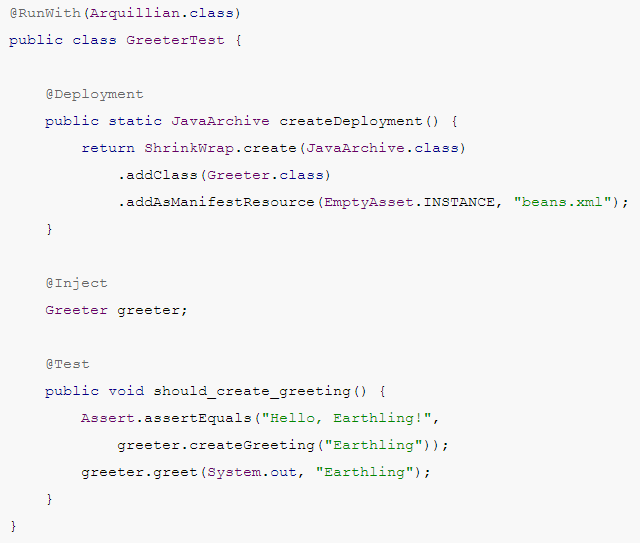 @RunWith(Arquillian.class)
public class GreeterTest {
@Deployment
public static JavaArchive createDeployment() {
return ShrinkWrap.create(JavaArchive.class)
.addClass(Greeter.class)
.addAsManifestResource(EmptyAsset.INSTANCE, "beans.xml");
}
@Inject
Greeter greeter;
@Test
public void should_create_greeting() {
Assert.assertEquals("Hello, Earthling!",
greeter.createGreeting("Earthling"));
greeter.greet(System.out, "Earthling");
}
}